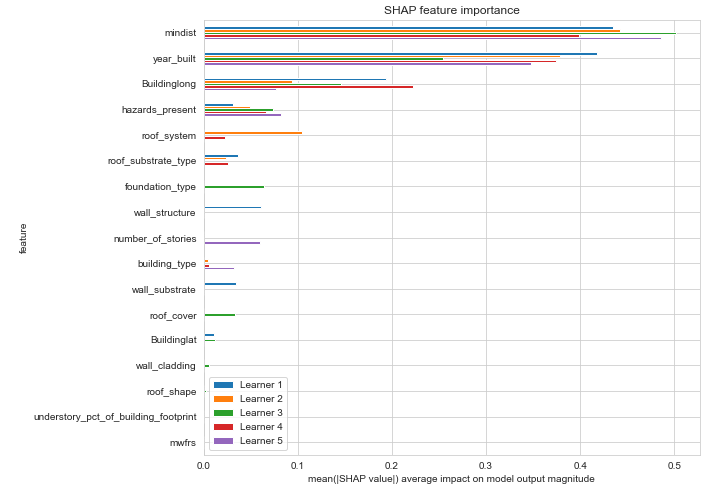 SHAP feature importance
mindist
year_built
Buildinglong
hazards_present
roof_system
roof_substrate_type
foundation_type
wall_structure
number_of_stories
building_type
wall_substrate
roof_cover
Buildinglat
wall_cladding
roof_shape
understory_pct_of_building_footprint
mwfrs
feature
Learner 1
Learner 2
Learner 3
Learner 4
Learner 5
0.0 0.1 0.2 0.3 0.4 0.5
mean(|SHAP value|) average impact on model output magnitude